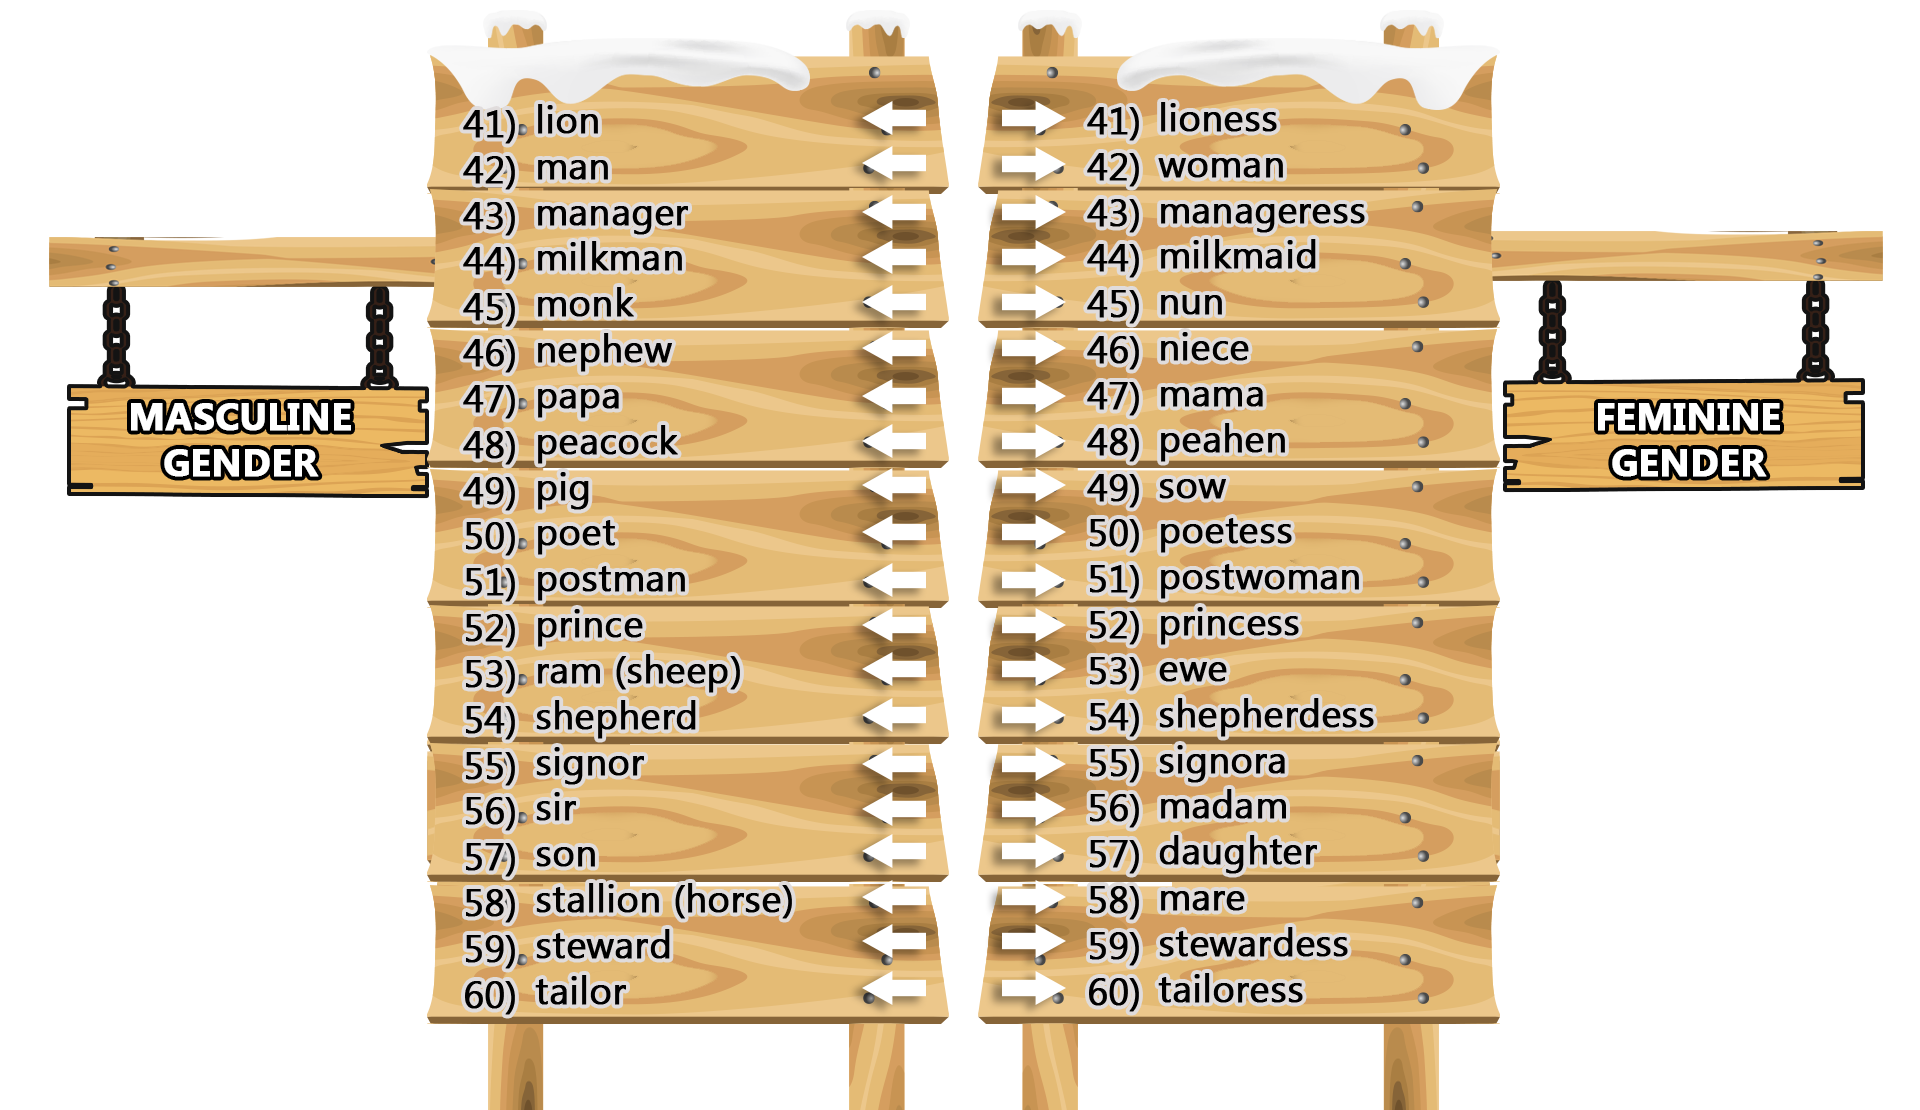 MASCULINE
GENDER
41) lion
42) man
43) manager
44) milkman
45) monk
46) nephew
47) papa
48) peacock
49) pig
50) poet
51) postman
52) prince
53) ram (sheep)
54) shepherd
55) signor
56) sir
57) son
58) stallion (horse)
59) steward
60) tailor
41) lioness
42) woman
43) manageress
44) milkmaid
45) nun
46) niece
47) mama
48) peahen
49) sow
50) poetess
51) postwoman
52) princess
53) ewe
54) shepherdess
55) signora
56) madam
57) daughter
58) mare
59) stewardess
60) tailoress
FEMININE
GENDER